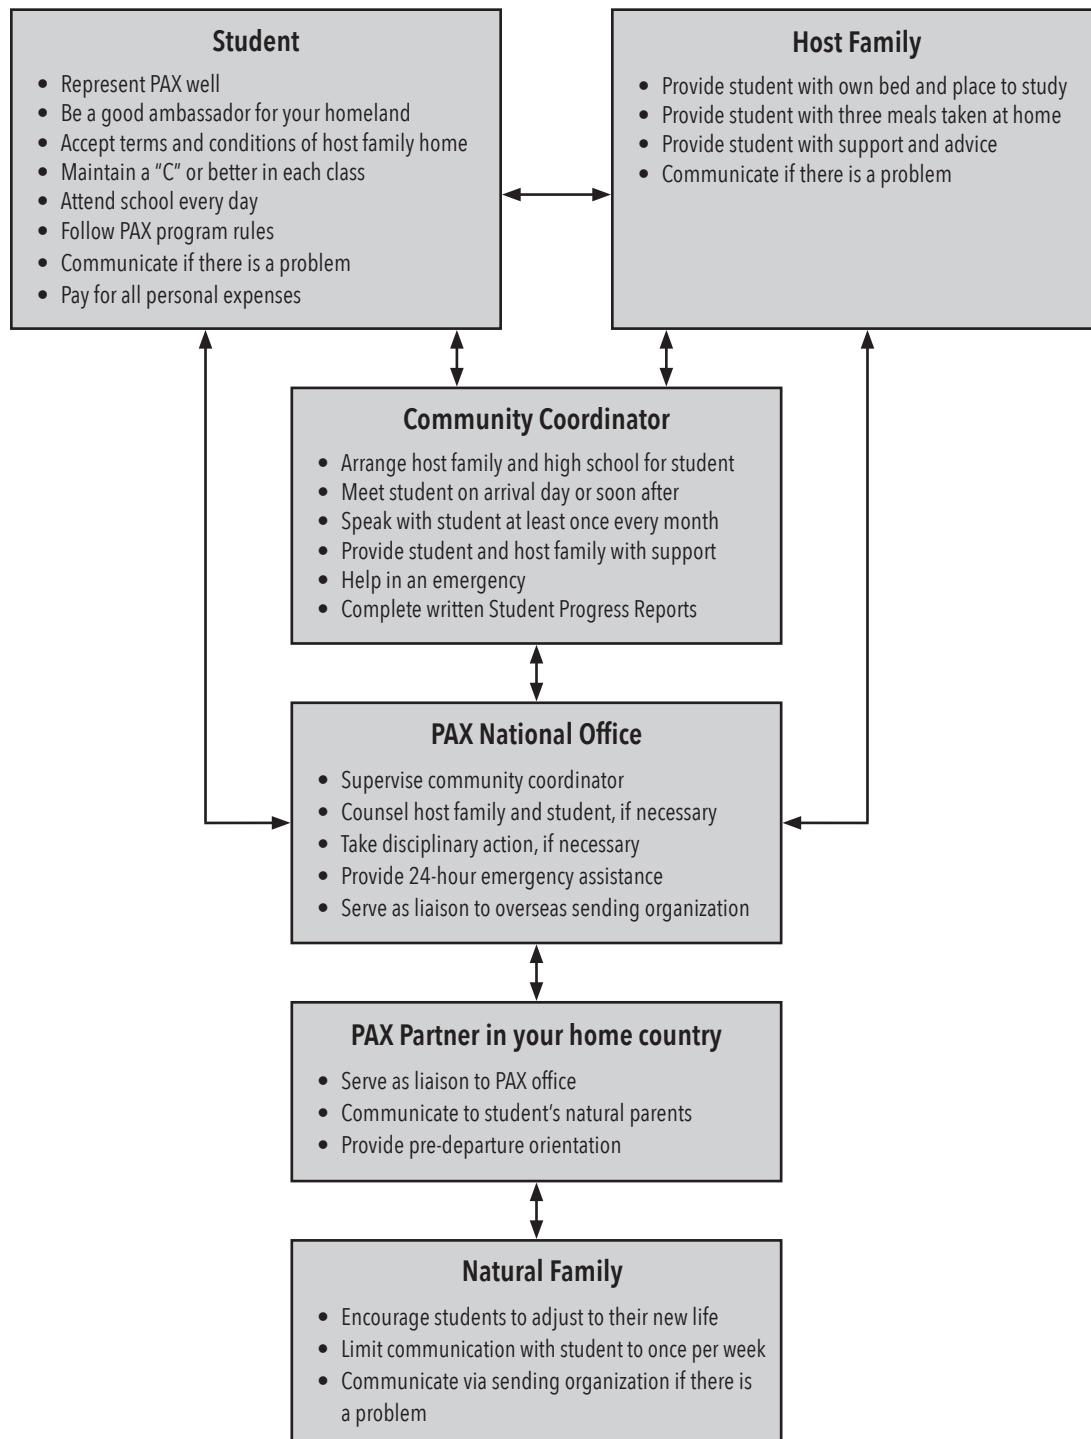 Student
• Represent PAX well
• Be a good ambassador for your homeland
• Accept terms and conditions of host family home
• Maintain a “C” or better in each class
• Attend school every day
• Follow PAX program rules
• Communicate if there is a problem
• Pay for all personal expenses
Host Family
• Provide student with own bed and place to study
• Provide student with three meals taken at home
• Provide student with support and advice
• Communicate if there is a problem
Community Coordinator
• Arrange host family and high school for student
• Meet student on arrival day or soon after
• Speak with student at least once every month
• Provide student and host family with support
• Help in an emergency
• Complete written Student Progress Reports
PAX National Office
• Supervise community coordinator
• Counsel host family and student, if necessary
• Take disciplinary action, if necessary
• Provide 24-hour emergency assistance
• Serve as liaison to overseas sending organization
PAX Partner in your home country
• Serve as liaison to PAX office
• Communicate to student’s natural parents
• Provide pre-departure orientation
Natural Family
• Encourage students to adjust to their new life
• Limit communication with student to once per week
• Communicate via sending organization if there is
a problem